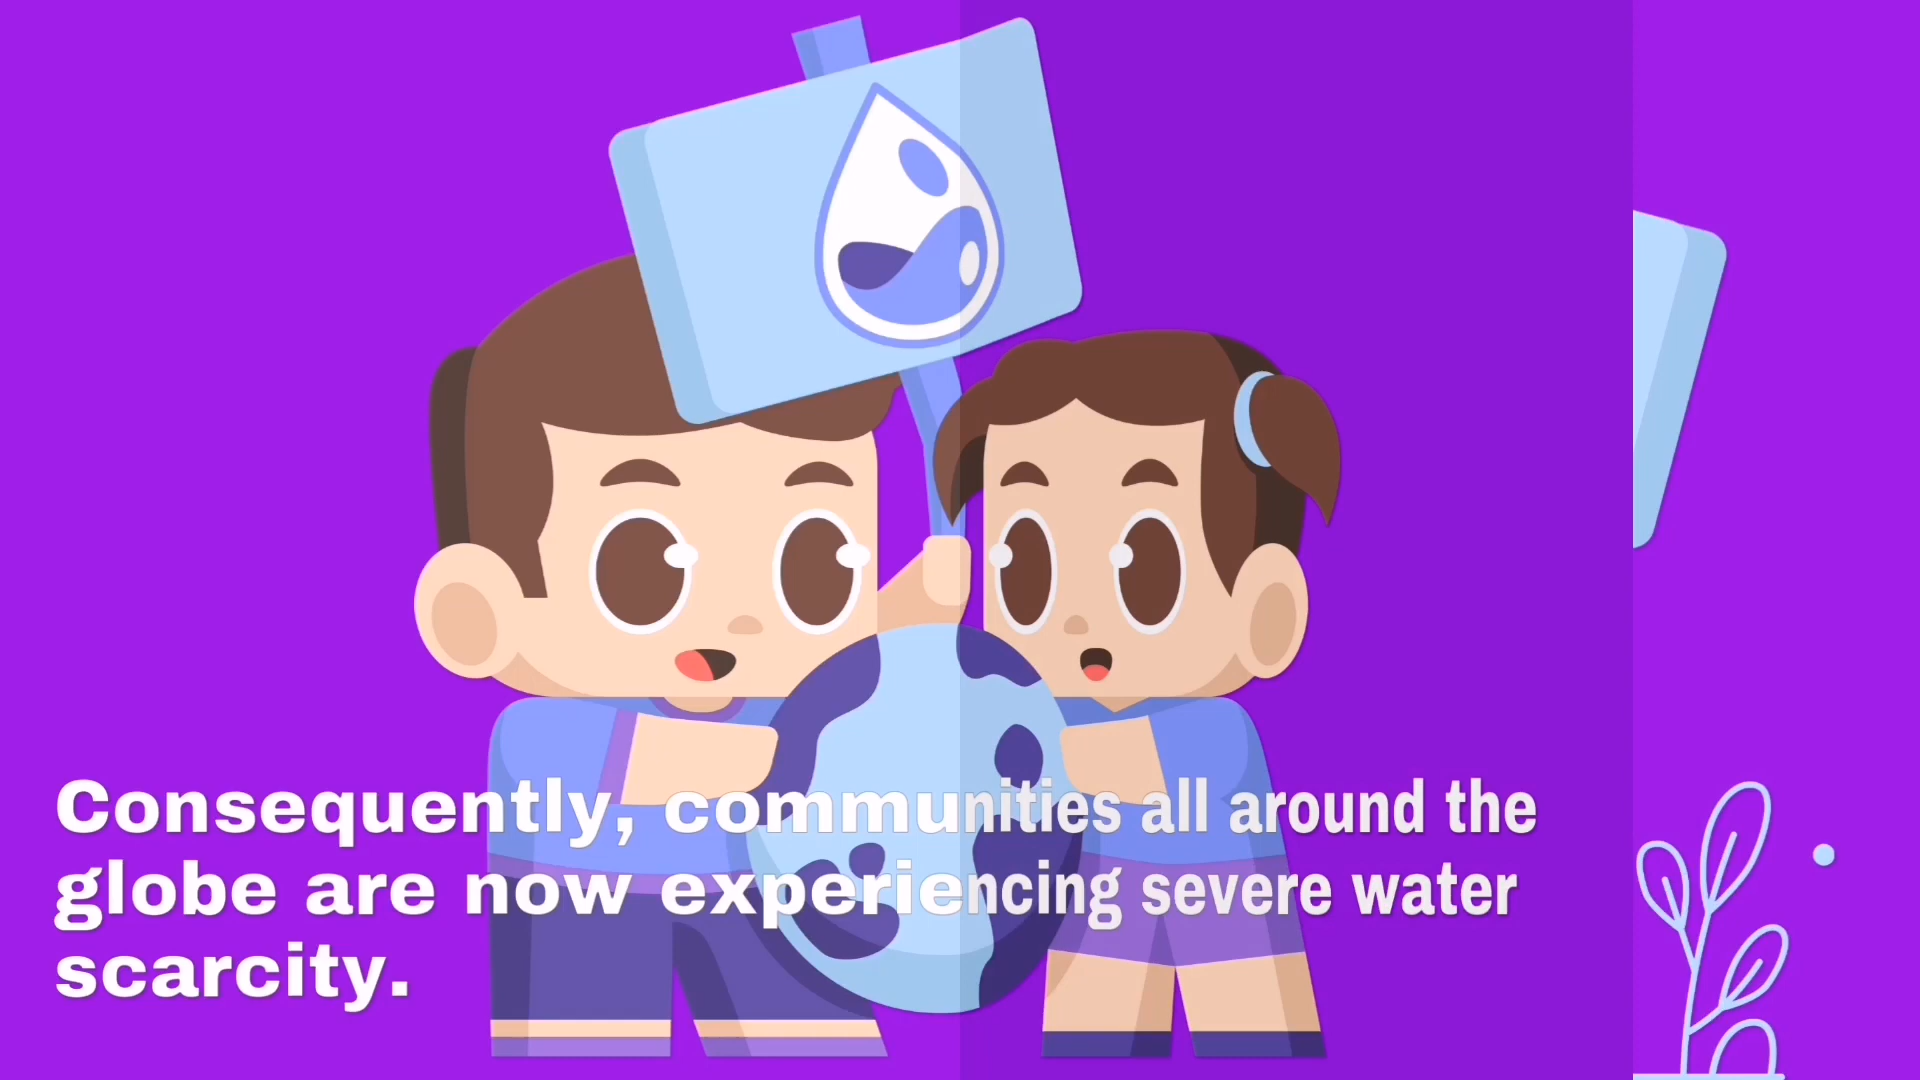 Consequently, communities all around the
globe are now experiencing severe water
scarcity.